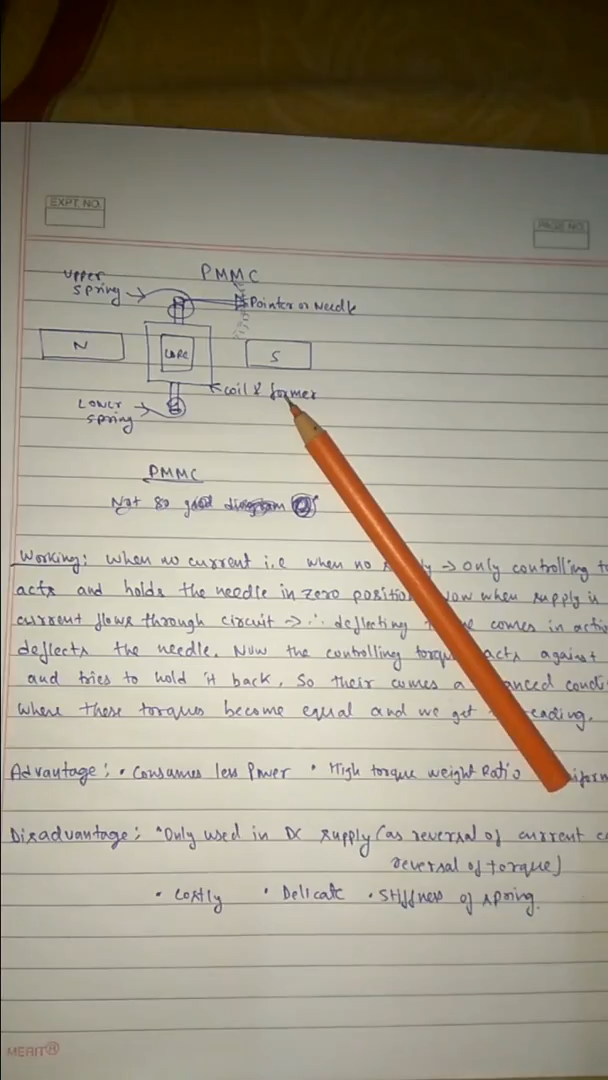 EXPT. NO.
PAGE NO.
PMMC
Upper
Spring
Pointer or Needle
N
CORE
S
coil & former
Lower
Spring
PMMC
Not so good diagram
Working: When no current i.e when no → only controlling to
acts and holds the needle in zero position Now when supply is
current flows through circuit → ∴ deflecting comes in acti
deflects the needle. Now the controlling torque acts against
and tries to hold it back, So their comes a anced condi
where these torques become equal and we get reading.
Advantage: • Consumes less Power • High torque weight Ratio iform
Disadvantage: • Only used in DC supply (as reversal of current c
reversal of torque)
• Costly • Delicate • Stiffness of spring.
MERIT®